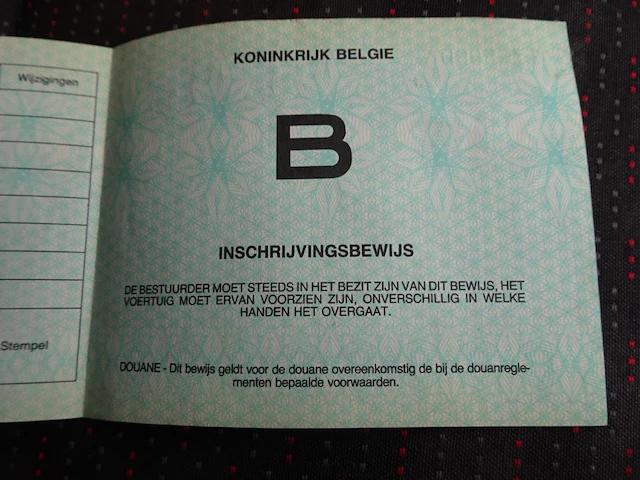 Wijzigingen
Stempel
KONINKRIJK BELGIE
B
INSCHRIJVINGSBEWIJS
DE BESTUURDER MOET STEEDS IN HET BEZIT ZIJN VAN DIT BEWIJS, HET
VOERTUIG MOET ERVAN VOORZIEN ZIJN, ONVERSCHILLIG IN WELKE
HANDEN HET OVERGAAT.
DOUANE - Dit bewijs geldt voor de douane overeenkomstig de bij de douanregle-
menten bepaalde voorwaarden.